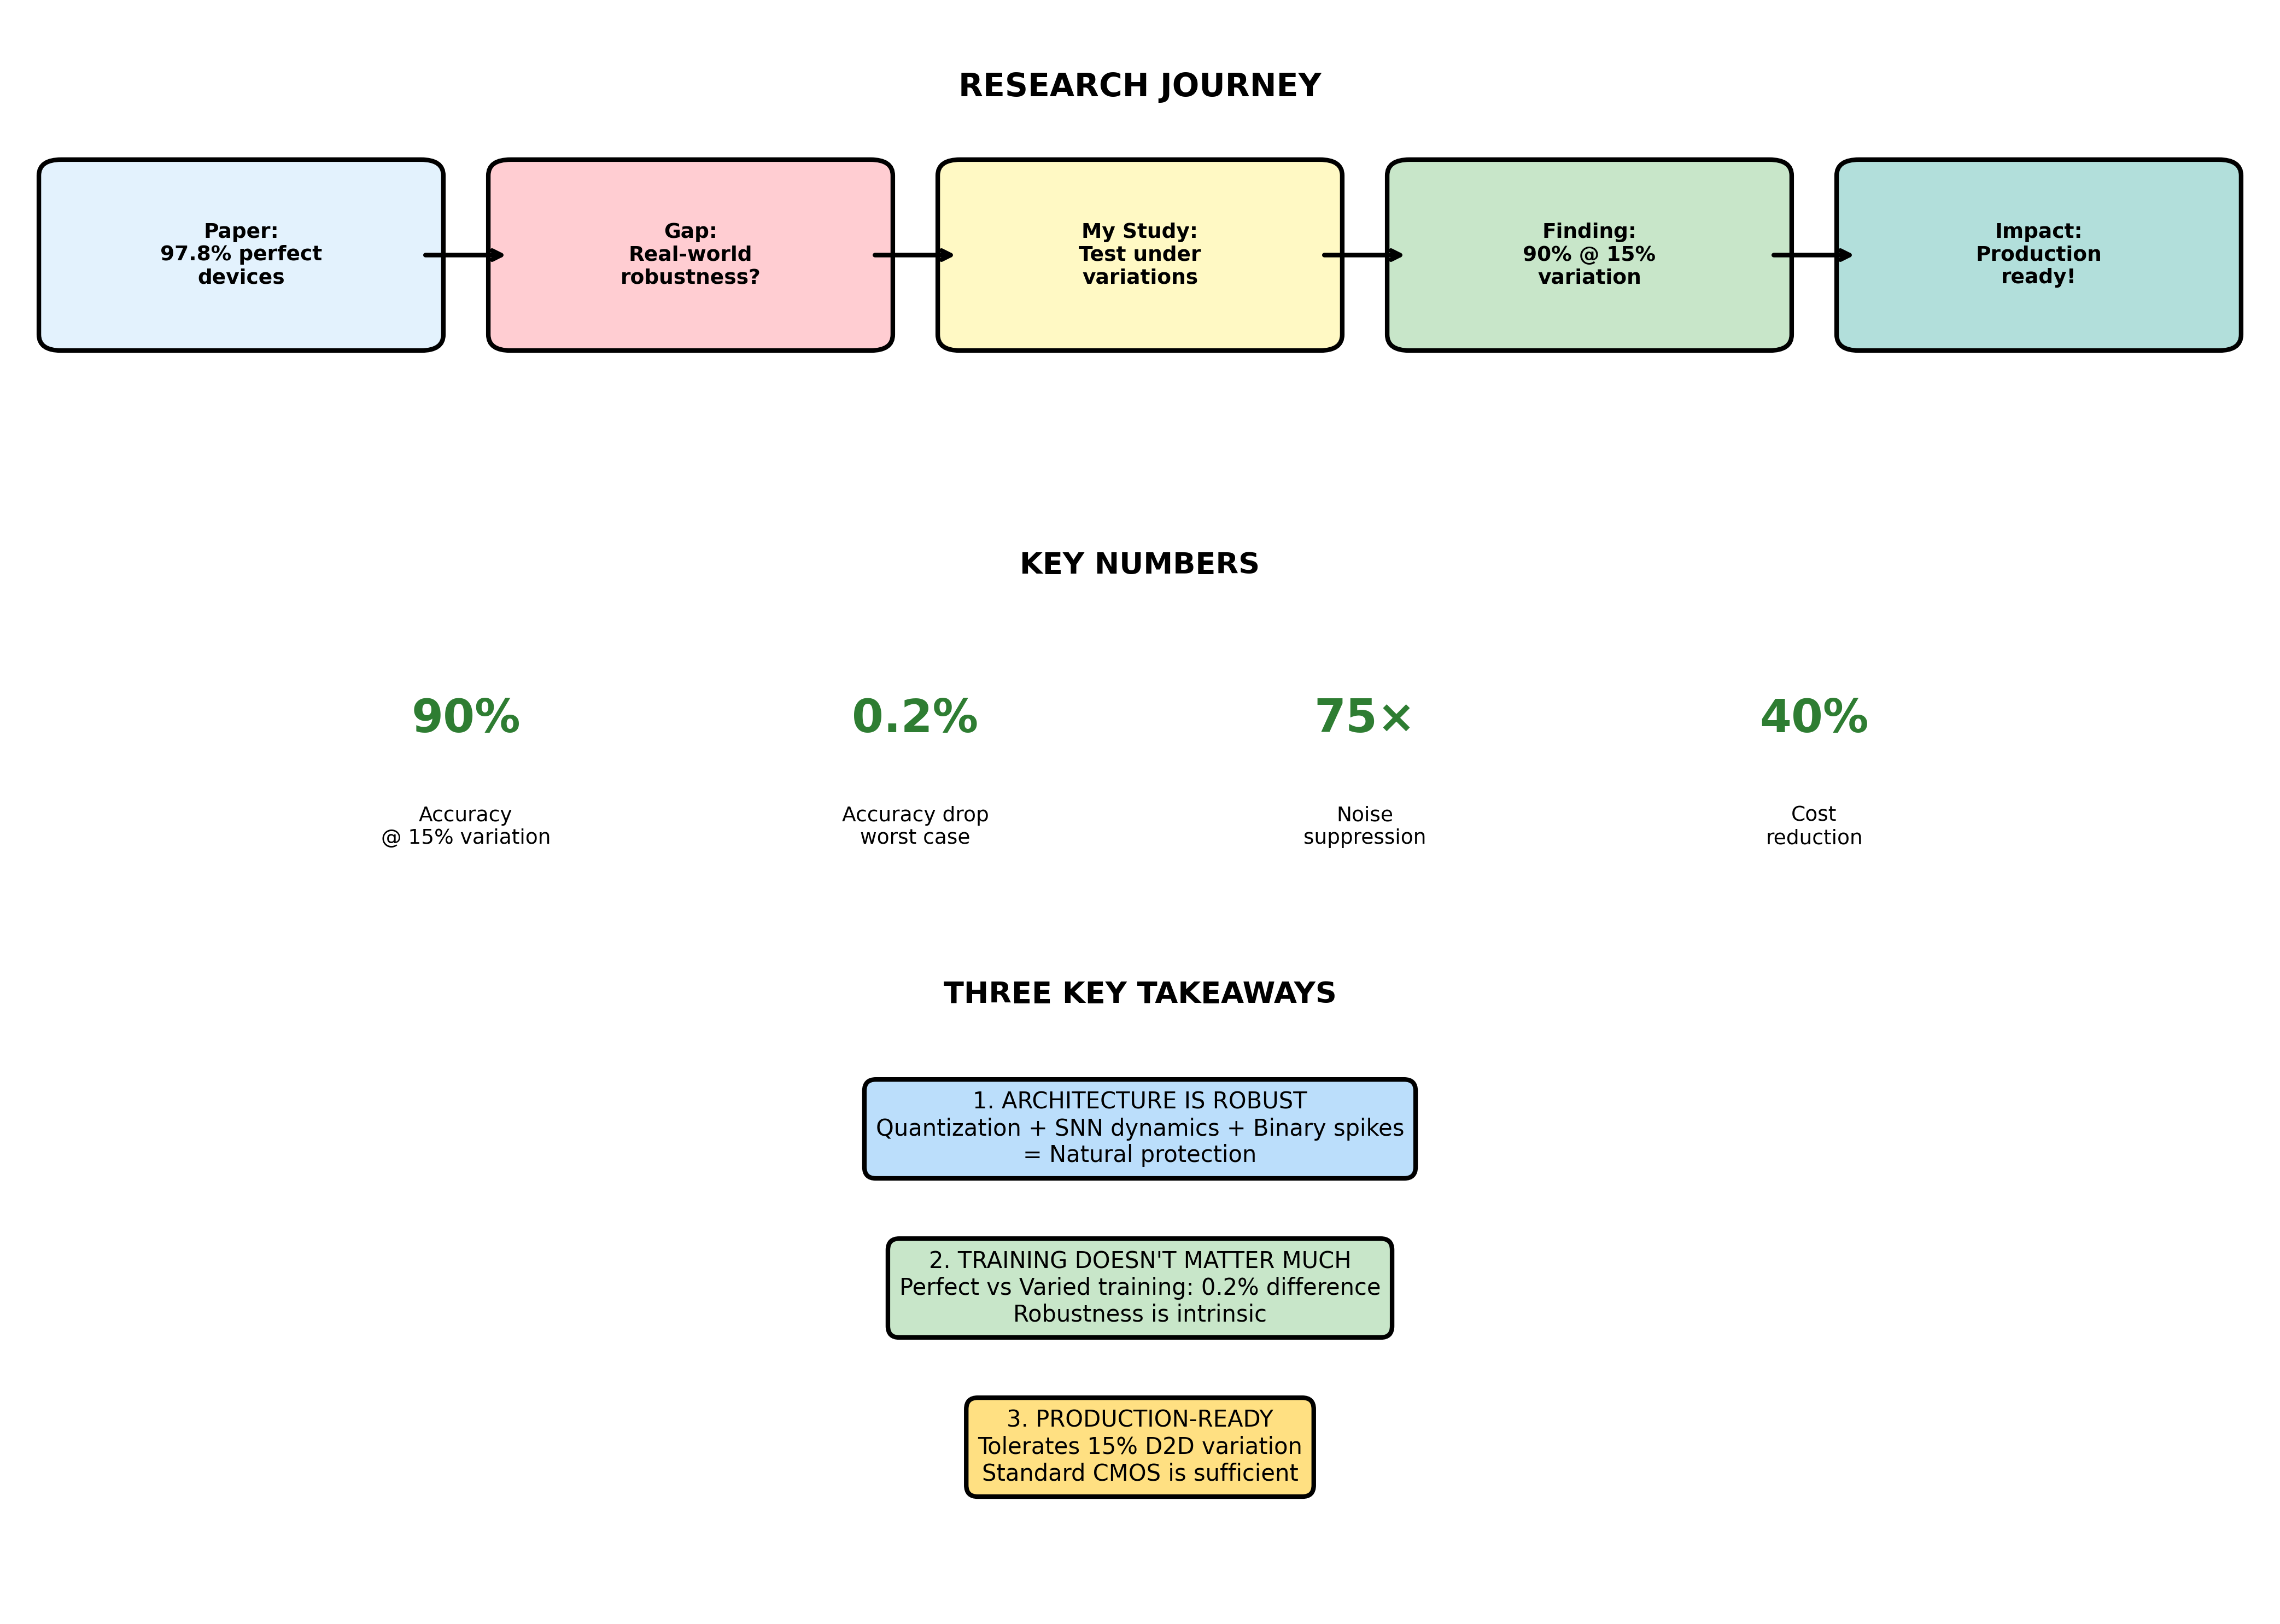 RESEARCH JOURNEY
Paper:
97.8% perfect
devices
Gap:
Real-world
robustness?
My Study:
Test under
variations
Finding:
90% @ 15%
variation
Impact:
Production
ready!
KEY NUMBERS
90%
Accuracy
@ 15% variation
0.2%
Accuracy drop
worst case
75×
Noise
suppression
40%
Cost
reduction
THREE KEY TAKEAWAYS
1. ARCHITECTURE IS ROBUST
Quantization + SNN dynamics + Binary spikes
= Natural protection
2. TRAINING DOESN'T MATTER MUCH
Perfect vs Varied training: 0.2% difference
Robustness is intrinsic
3. PRODUCTION-READY
Tolerates 15% D2D variation
Standard CMOS is sufficient